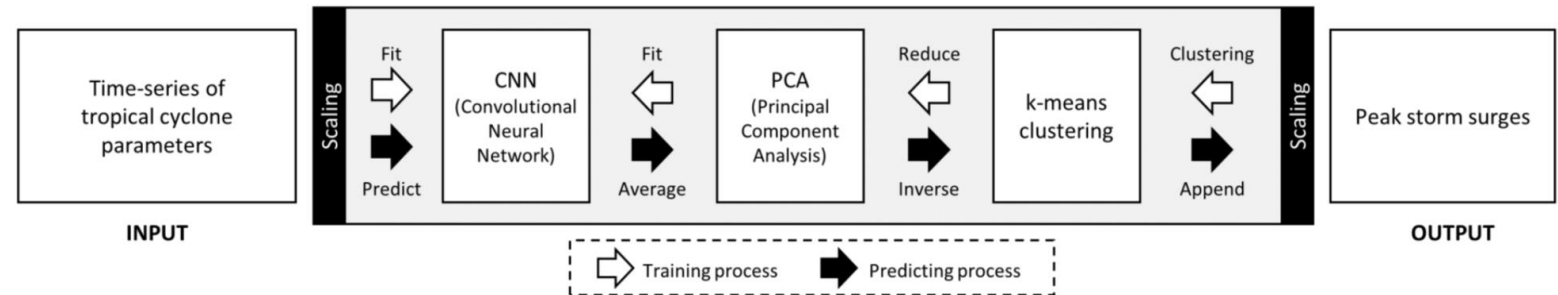 Time-series of
tropical cyclone
parameters
INPUT
Scaling
Fit
Predict
CNN
(Convolutional
Neural
Network)
Fit
Average
PCA
(Principal
Component
Analysis)
Reduce
Inverse
k-means
clustering
Clustering
Append
Scaling
Peak storm surges
OUTPUT
Training process
Predicting process